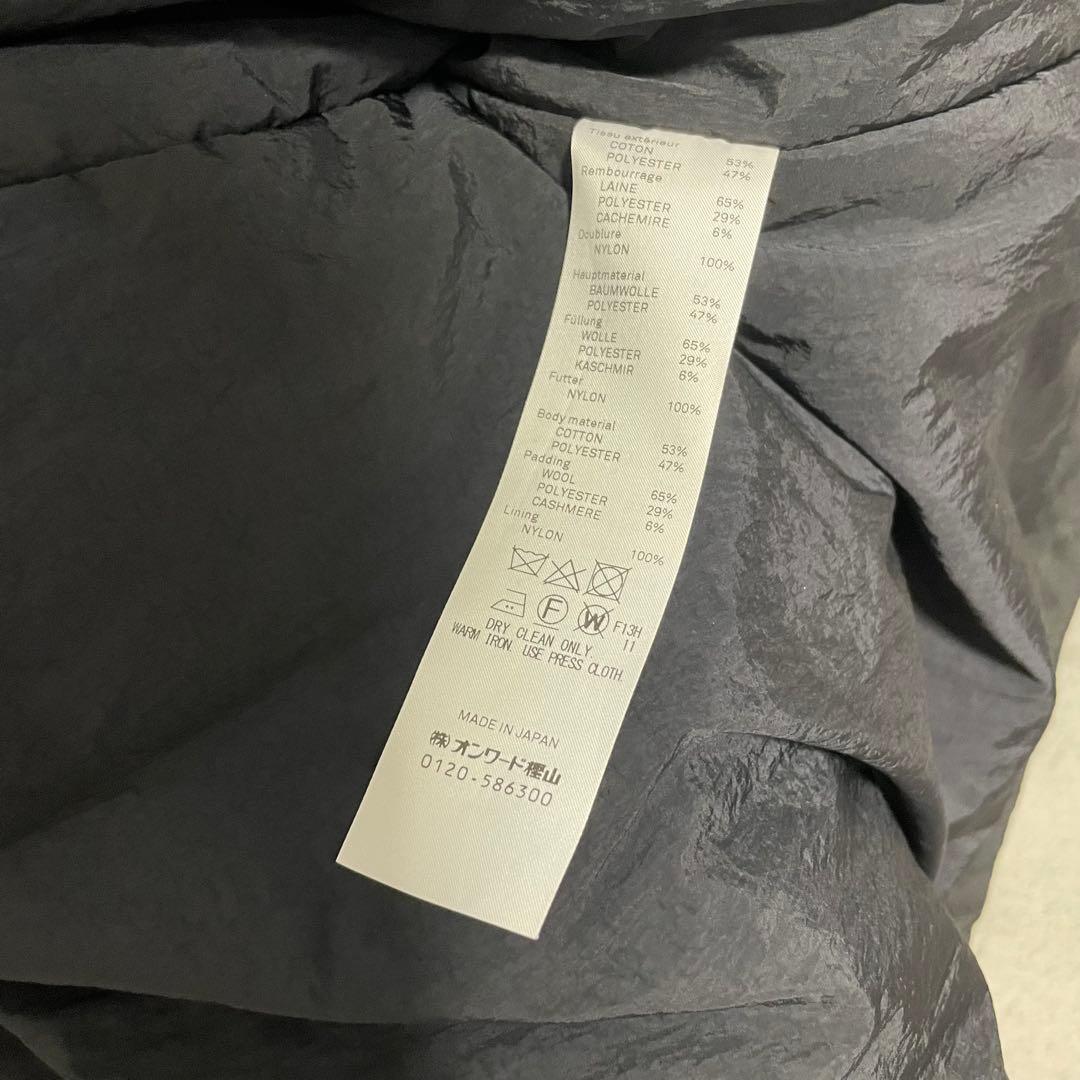 Tissu extérieur
COTON 53%
POLYESTER 47%
Rembourrage
LAINE 65%
POLYESTER 29%
CACHEMIRE 6%
Doublure
NYLON 100%
Hauptmaterial
BAUMWOLLE 53%
POLYESTER 47%
Füllung
WOLLE 65%
POLYESTER 29%
KASCHMIR 6%
Futter
NYLON 100%
Body material
COTTON 53%
POLYESTER 47%
Padding
WOOL 65%
POLYESTER 29%
CASHMERE 6%
Lining
NYLON 100%
F W F13H
11
DRY CLEAN ONLY.
WARM IRON. USE PRESS CLOTH.
MADE IN JAPAN
(株)オンワード樫山
0120-586300